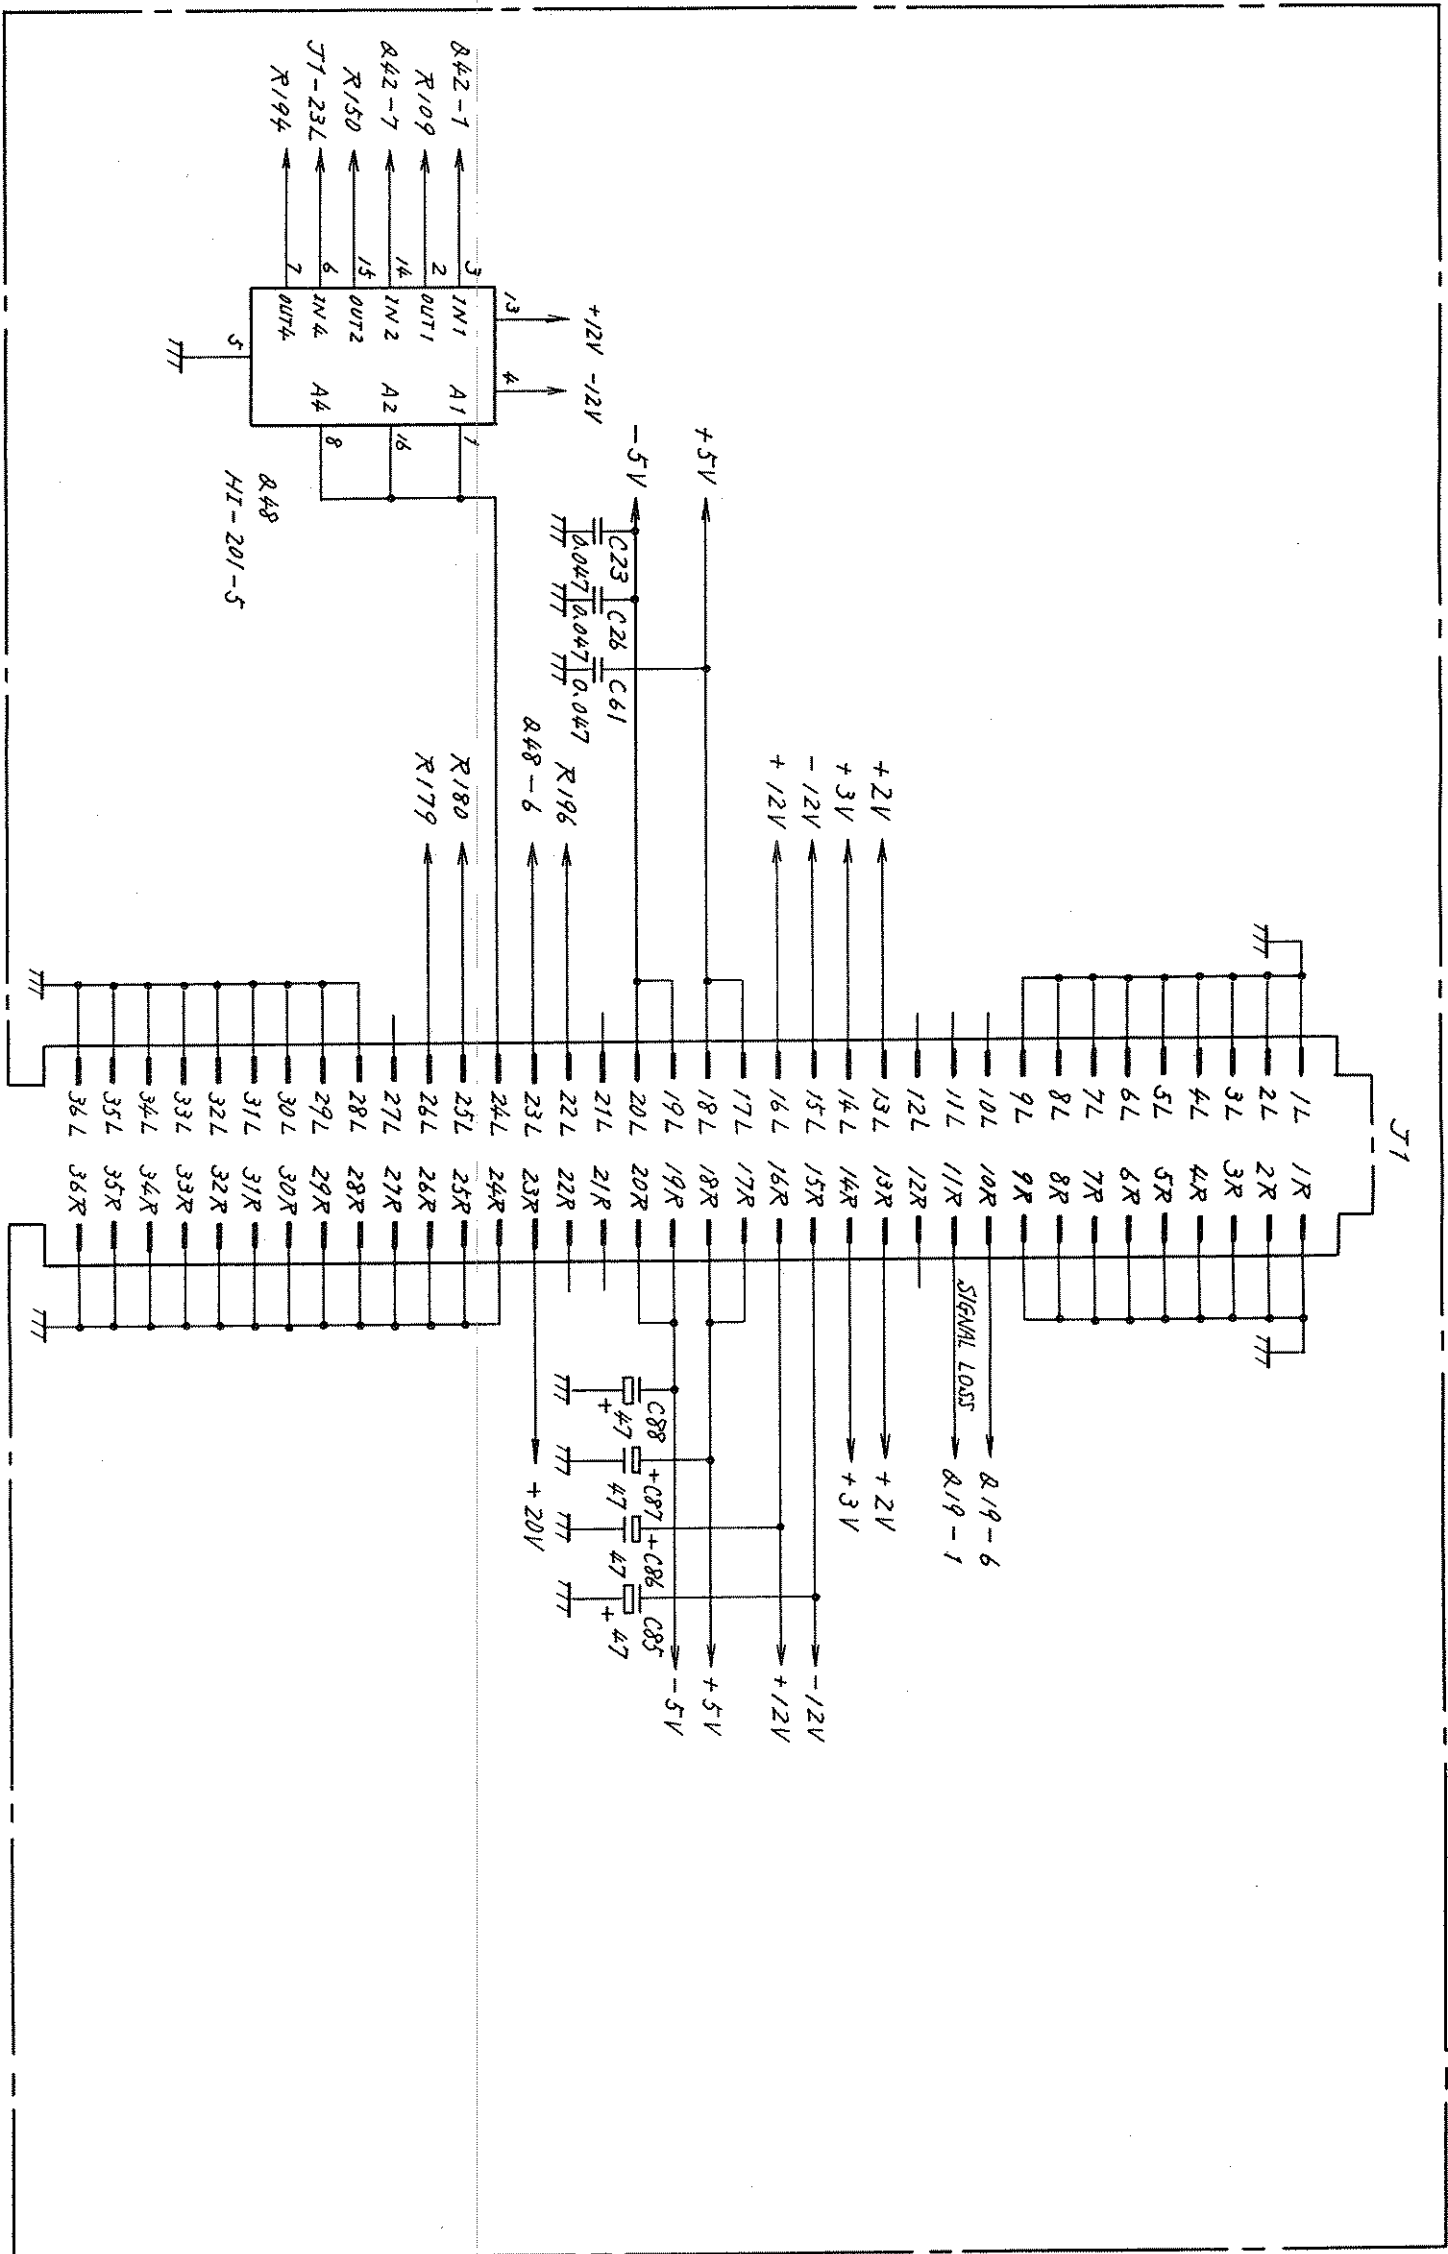 J1
1L 1R
2L 2R
3L 3R
4L 4R
5L 5R
6L 6R
7L 7R
8L 8R
9L 9R
10L 10R
Q19-6
11L 11R
SIGNAL LOSS
Q19-1
12L 12R
+2V
13L 13R
+2V
+3V
14L 14R
+3V
-12V
15L 15R
-12V
+12V
16L 16R
+12V
17L 17R
+5V
18L 18R
+5V
19L 19R
-5V
-5V
20L 20R
C23
0.047
C26
0.047
C61
0.047
C88
47
+
+C87
47
+C86
47
C85
47
+
21L 21R
R196
22L 22R
Q48-6
23L 23R
+20V
24L 24R
R180
25L 25R
R179
26L 26R
27L 27R
28L 28R
29L 29R
30L 30R
31L 31R
32L 32R
33L 33R
34L 34R
35L 35R
36L 36R
+12V -12V
13 4
Q42-1
3 IN1 A1 1
R109
2 OUT1
Q42-7
14 IN2 A2 16
R150
15 OUT2
J1-23L
6 IN4 A4 8
R194
7 OUT4
5
Q48
HI-201-5